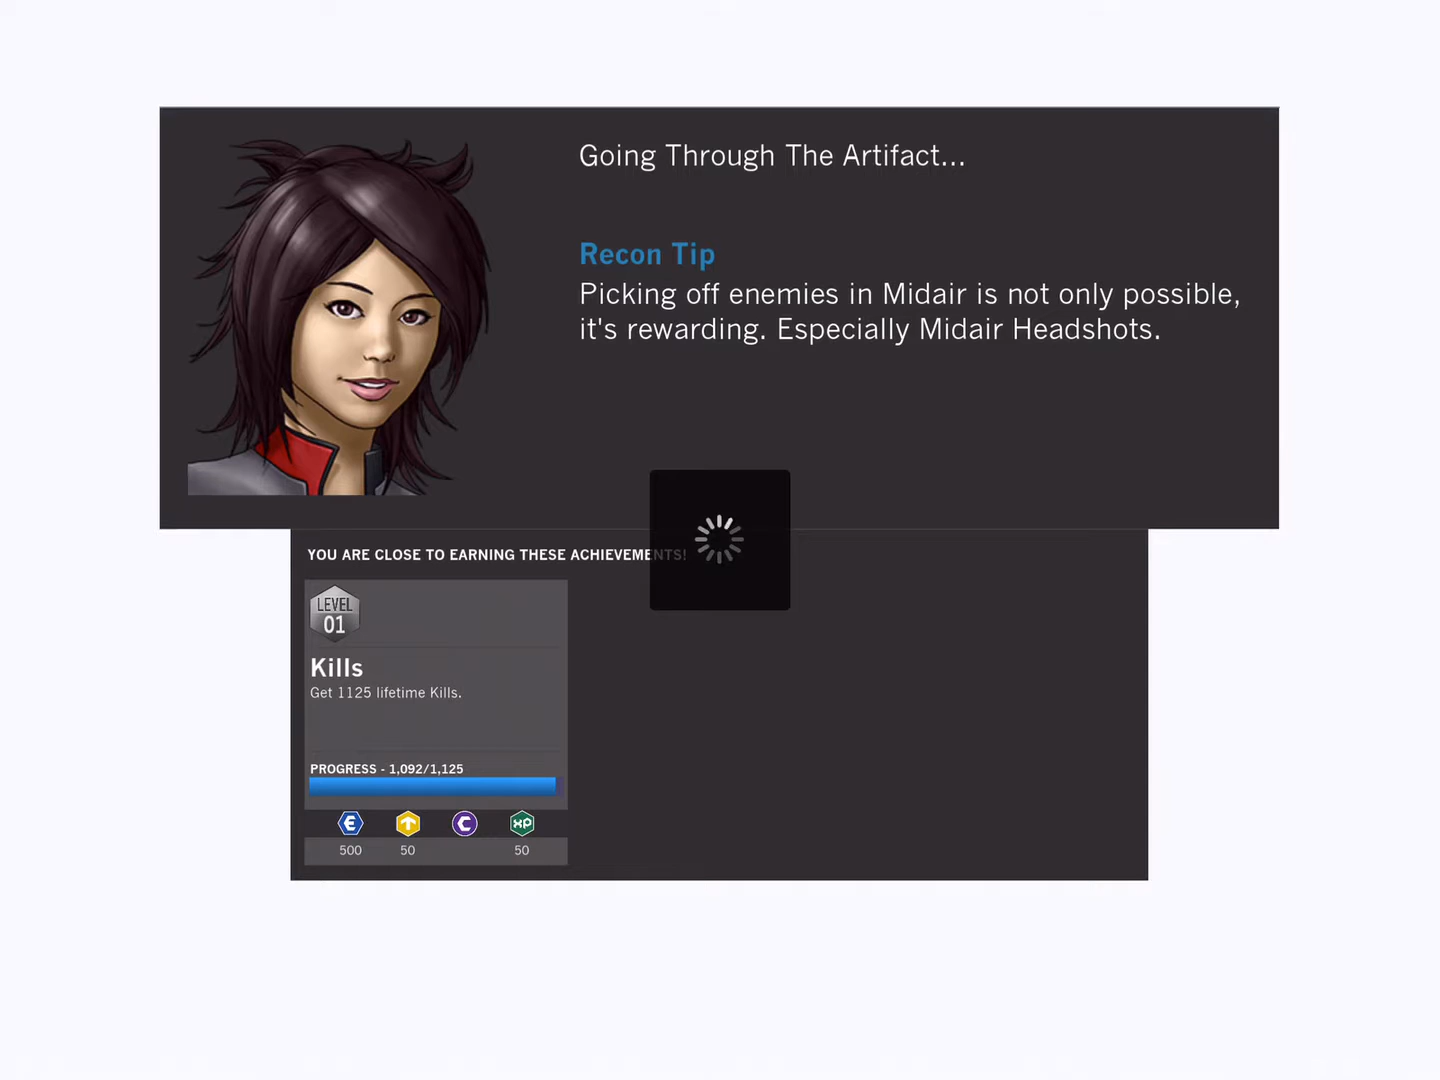 Going Through The Artifact...
Recon Tip
Picking off enemies in Midair is not only possible,
it's rewarding. Especially Midair Headshots.
YOU ARE CLOSE TO EARNING THESE ACHIEVEMENTS!
LEVEL
01
Kills
Get 1125 lifetime Kills.
PROGRESS - 1,092/1,125
E C XP
500 50 50